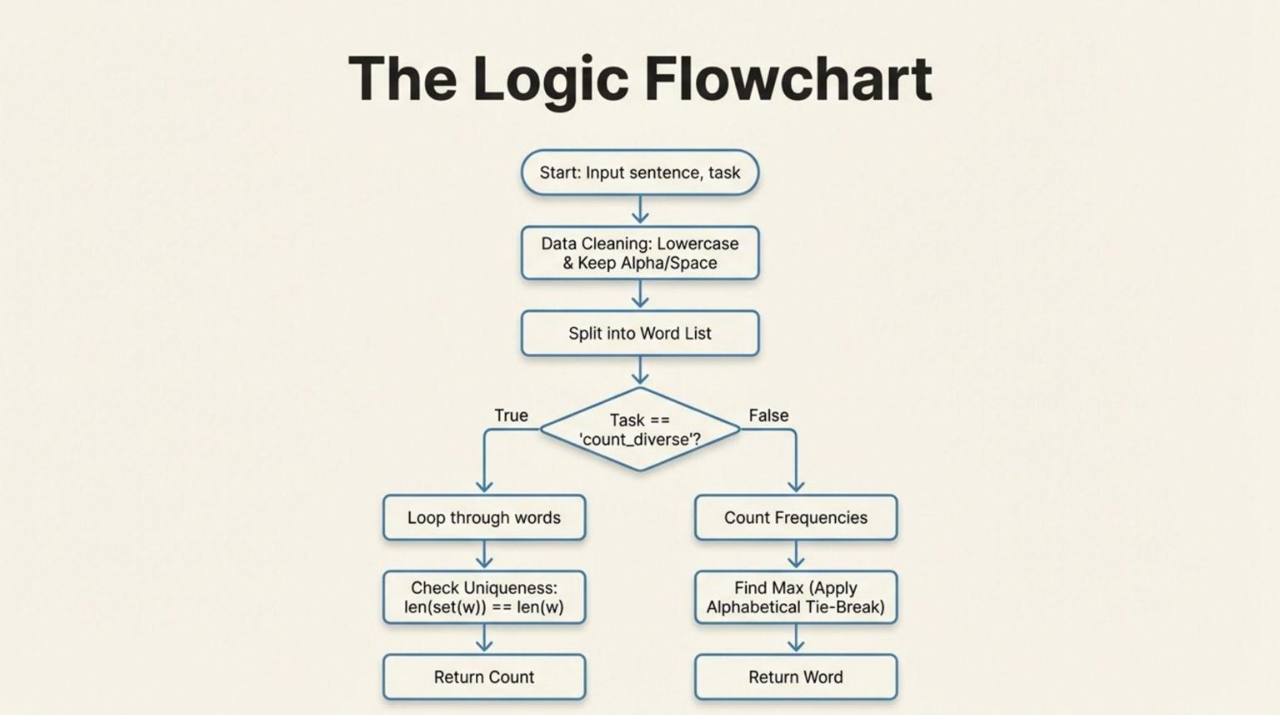 The Logic Flowchart
Start: Input sentence, task
Data Cleaning: Lowercase
& Keep Alpha/Space
Split into Word List
Task ==
'count_diverse'?
True
False
Loop through words
Check Uniqueness:
len(set(w)) == len(w)
Return Count
Count Frequencies
Find Max (Apply
Alphabetical Tie-Break)
Return Word